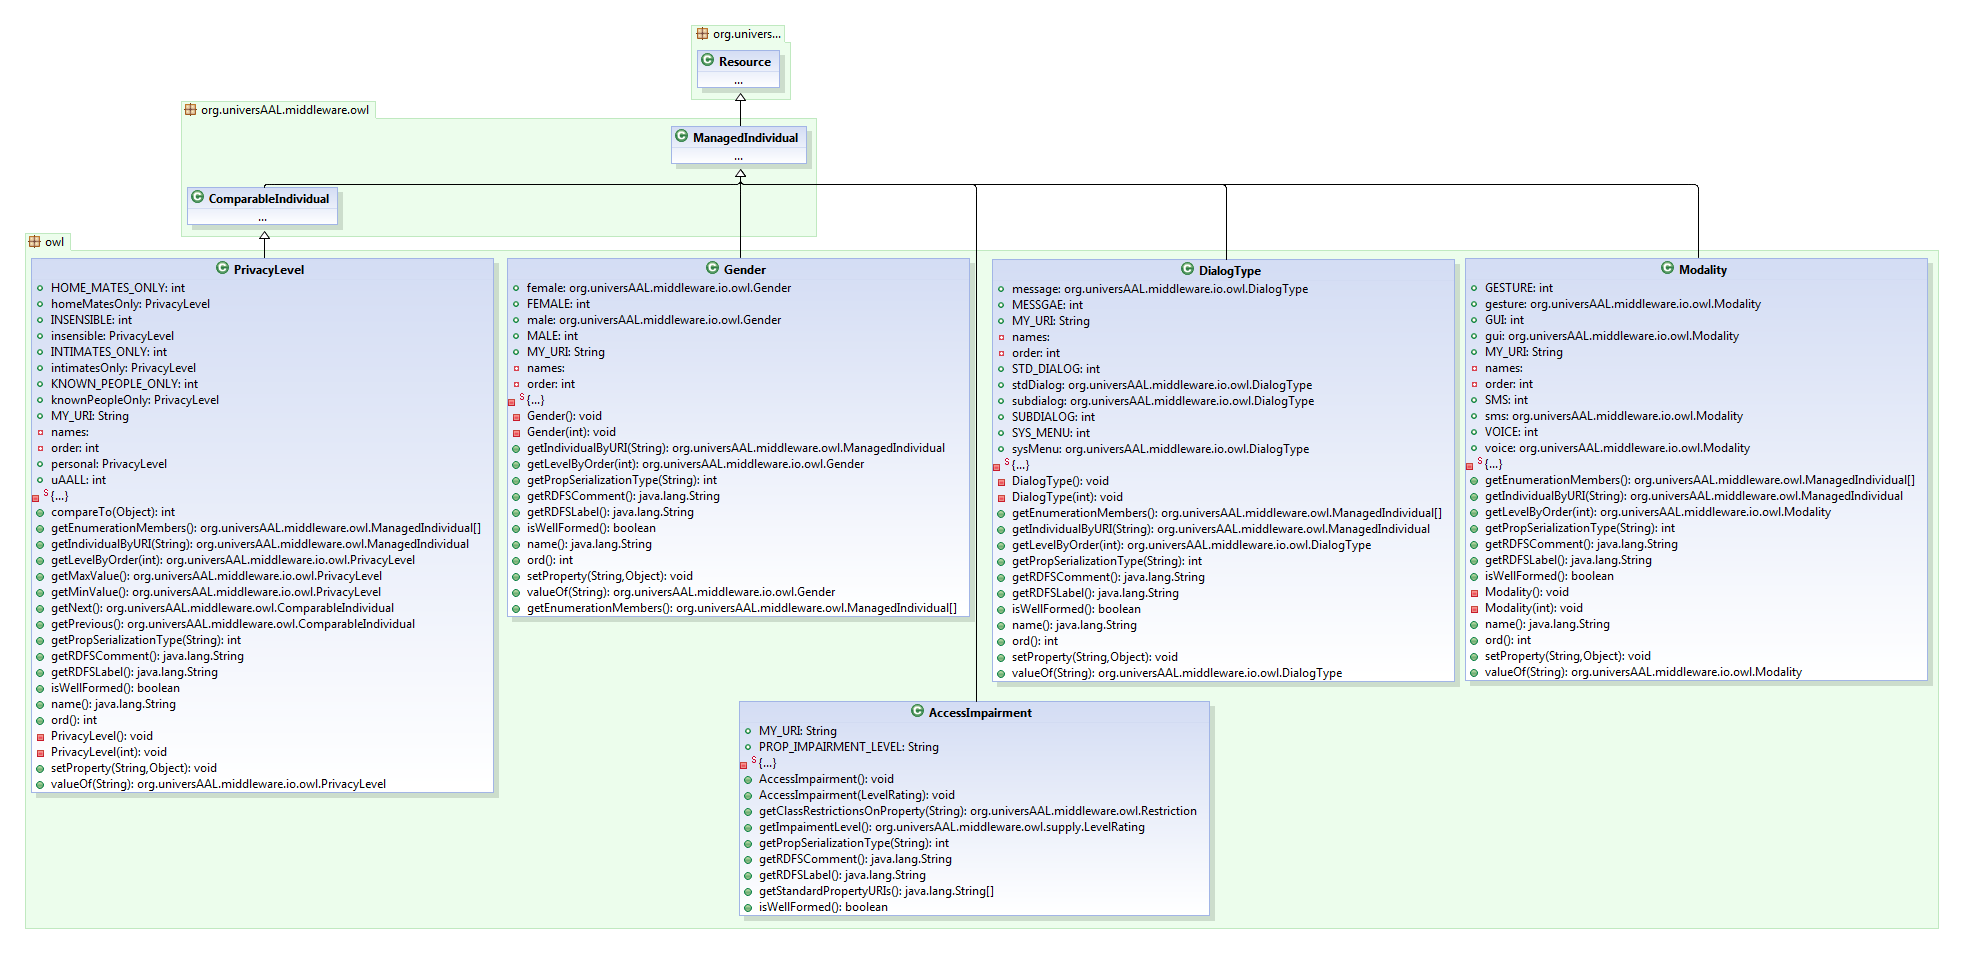 org.univers...
Resource
...
org.universAAL.middleware.owl
ManagedIndividual
...
ComparableIndividual
...
owl
PrivacyLevel
HOME_MATES_ONLY: int
homeMatesOnly: PrivacyLevel
INSENSIBLE: int
insensible: PrivacyLevel
INTIMATES_ONLY: int
intimatesOnly: PrivacyLevel
KNOWN_PEOPLE_ONLY: int
knownPeopleOnly: PrivacyLevel
MY_URI: String
names:
order: int
personal: PrivacyLevel
uAALL: int
S {...}
compareTo(Object): int
getEnumerationMembers(): org.universAAL.middleware.owl.ManagedIndividual[]
getIndividualByURI(String): org.universAAL.middleware.owl.ManagedIndividual
getLevelByOrder(int): org.universAAL.middleware.io.owl.PrivacyLevel
getMaxValue(): org.universAAL.middleware.io.owl.PrivacyLevel
getMinValue(): org.universAAL.middleware.io.owl.PrivacyLevel
getNext(): org.universAAL.middleware.owl.ComparableIndividual
getPrevious(): org.universAAL.middleware.owl.ComparableIndividual
getPropSerializationType(String): int
getRDFSComment(): java.lang.String
getRDFSLabel(): java.lang.String
isWellFormed(): boolean
name(): java.lang.String
ord(): int
PrivacyLevel(): void
PrivacyLevel(int): void
setProperty(String,Object): void
valueOf(String): org.universAAL.middleware.io.owl.PrivacyLevel
Gender
female: org.universAAL.middleware.io.owl.Gender
FEMALE: int
male: org.universAAL.middleware.io.owl.Gender
MALE: int
MY_URI: String
names:
order: int
S {...}
Gender(): void
Gender(int): void
getIndividualByURI(String): org.universAAL.middleware.owl.ManagedIndividual
getLevelByOrder(int): org.universAAL.middleware.io.owl.Gender
getPropSerializationType(String): int
getRDFSComment(): java.lang.String
getRDFSLabel(): java.lang.String
isWellFormed(): boolean
name(): java.lang.String
ord(): int
setProperty(String,Object): void
valueOf(String): org.universAAL.middleware.io.owl.Gender
getEnumerationMembers(): org.universAAL.middleware.owl.ManagedIndividual[]
DialogType
message: org.universAAL.middleware.io.owl.DialogType
MESSGAE: int
MY_URI: String
names:
order: int
STD_DIALOG: int
stdDialog: org.universAAL.middleware.io.owl.DialogType
subdialog: org.universAAL.middleware.io.owl.DialogType
SUBDIALOG: int
SYS_MENU: int
sysMenu: org.universAAL.middleware.io.owl.DialogType
S {...}
DialogType(): void
DialogType(int): void
getEnumerationMembers(): org.universAAL.middleware.owl.ManagedIndividual[]
getIndividualByURI(String): org.universAAL.middleware.owl.ManagedIndividual
getLevelByOrder(int): org.universAAL.middleware.io.owl.DialogType
getPropSerializationType(String): int
getRDFSComment(): java.lang.String
getRDFSLabel(): java.lang.String
isWellFormed(): boolean
name(): java.lang.String
ord(): int
setProperty(String,Object): void
valueOf(String): org.universAAL.middleware.io.owl.DialogType
Modality
GESTURE: int
gesture: org.universAAL.middleware.io.owl.Modality
GUI: int
gui: org.universAAL.middleware.io.owl.Modality
MY_URI: String
names:
order: int
SMS: int
sms: org.universAAL.middleware.io.owl.Modality
VOICE: int
voice: org.universAAL.middleware.io.owl.Modality
S {...}
getEnumerationMembers(): org.universAAL.middleware.owl.ManagedIndividual[]
getIndividualByURI(String): org.universAAL.middleware.owl.ManagedIndividual
getLevelByOrder(int): org.universAAL.middleware.io.owl.Modality
getPropSerializationType(String): int
getRDFSComment(): java.lang.String
getRDFSLabel(): java.lang.String
isWellFormed(): boolean
Modality(): void
Modality(int): void
name(): java.lang.String
ord(): int
setProperty(String,Object): void
valueOf(String): org.universAAL.middleware.io.owl.Modality
AccessImpairment
MY_URI: String
PROP_IMPAIRMENT_LEVEL: String
S {...}
AccessImpairment(): void
AccessImpairment(LevelRating): void
getClassRestrictionsOnProperty(String): org.universAAL.middleware.owl.Restriction
getImpaimentLevel(): org.universAAL.middleware.owl.supply.LevelRating
getPropSerializationType(String): int
getRDFSComment(): java.lang.String
getRDFSLabel(): java.lang.String
getStandardPropertyURIs(): java.lang.String[]
isWellFormed(): boolean